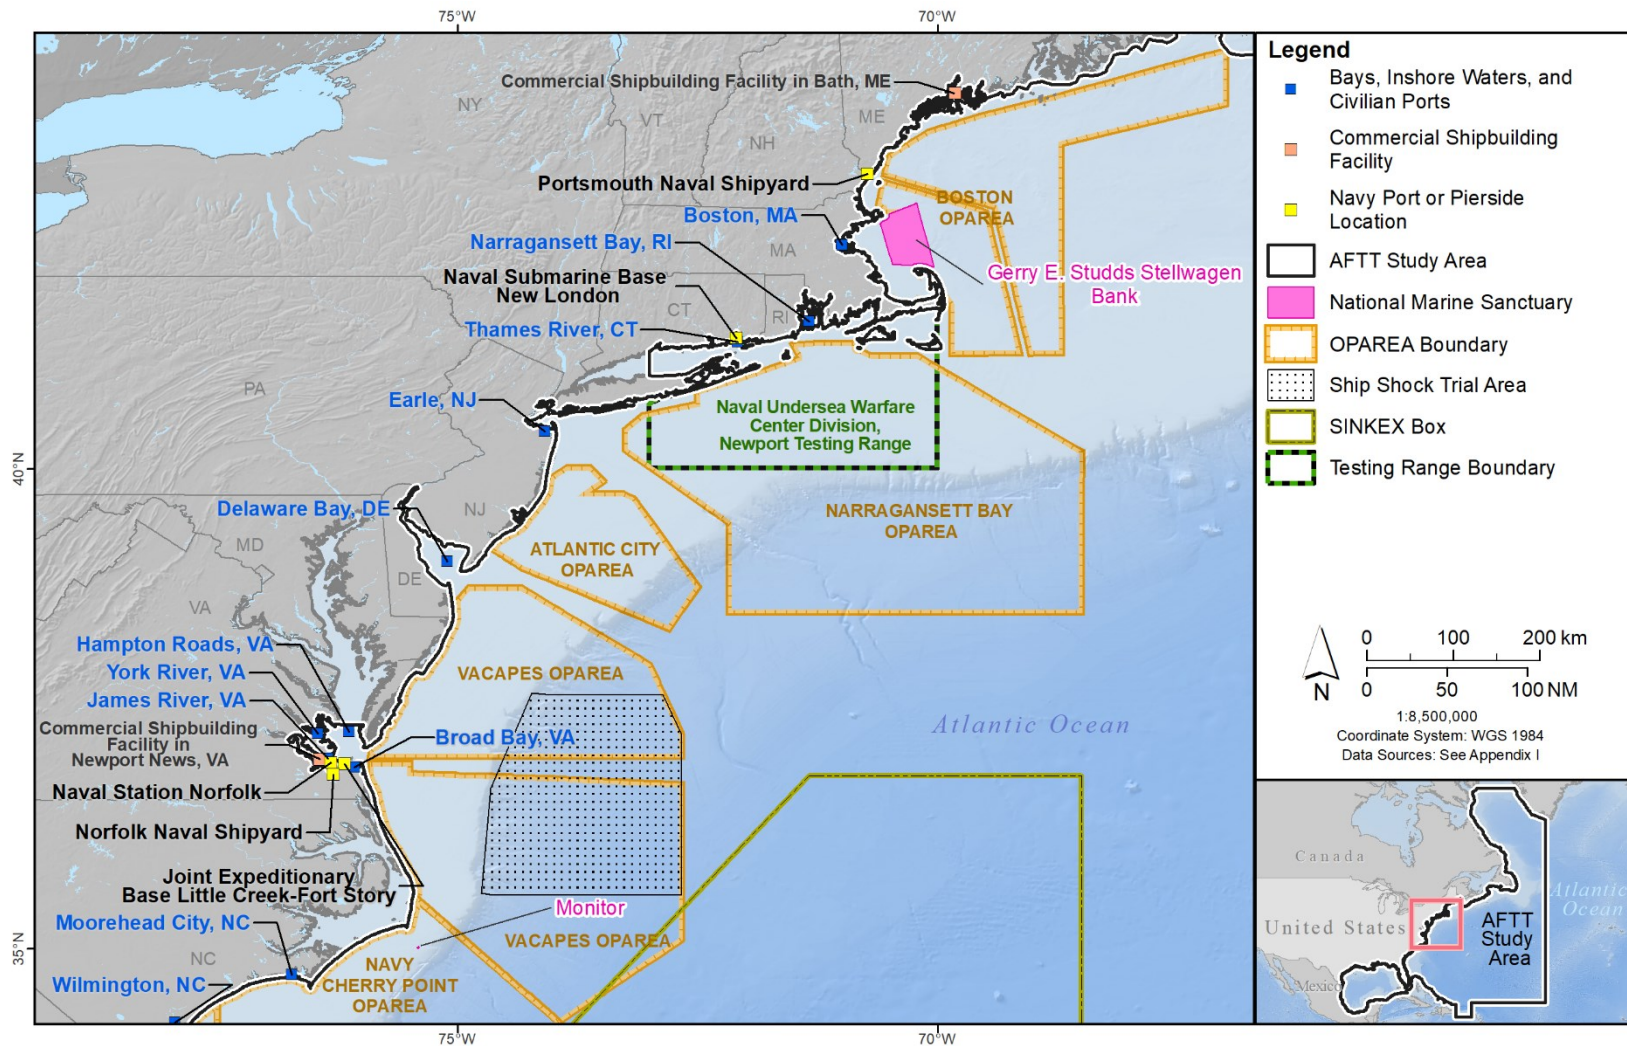 75°W
70°W
Commercial Shipbuilding Facility in Bath, ME
NY
VT
ME
NH
Portsmouth Naval Shipyard
BOSTON
OPAREA
Boston, MA
Narragansett Bay, RI
MA
Gerry E. Studds Stellwagen
Bank
Naval Submarine Base
New London
CT
RI
Thames River, CT
PA
Earle, NJ
Naval Undersea Warfare
Center Division,
Newport Testing Range
40°N
Delaware Bay, DE
NJ
NARRAGANSETT BAY
OPAREA
MD
ATLANTIC CITY
OPAREA
DE
VA
Hampton Roads, VA
York River, VA
VACAPES OPAREA
James River, VA
Commercial Shipbuilding
Facility in
Newport News, VA
Broad Bay, VA
Atlantic Ocean
Naval Station Norfolk
Norfolk Naval Shipyard
Joint Expeditionary
Base Little Creek-Fort Story
Monitor
Moorehead City, NC
VACAPES OPAREA
35°N
NC
NAVY
CHERRY POINT
OPAREA
Wilmington, NC
75°W
70°W
Legend
Bays, Inshore Waters, and
Civilian Ports
Commercial Shipbuilding
Facility
Navy Port or Pierside
Location
AFTT Study Area
National Marine Sanctuary
OPAREA Boundary
Ship Shock Trial Area
SINKEX Box
Testing Range Boundary
N
0 100 200 km
0 50 100 NM
1:8,500,000
Coordinate System: WGS 1984
Data Sources: See Appendix I
Canada
Atlantic
Ocean
United States
AFTT
Study
Area
Mexico